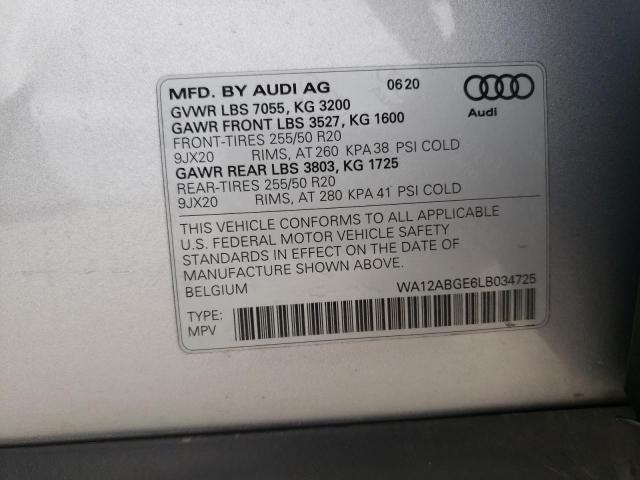 MFD. BY AUDI AG 0620
GVWR LBS 7055, KG 3200
GAWR FRONT LBS 3527, KG 1600
FRONT-TIRES 255/50 R20
9JX20 RIMS, AT 260 KPA 38 PSI COLD
GAWR REAR LBS 3803, KG 1725
REAR-TIRES 255/50 R20
9JX20 RIMS, AT 280 KPA 41 PSI COLD
Audi
THIS VEHICLE CONFORMS TO ALL APPLICABLE
U.S. FEDERAL MOTOR VEHICLE SAFETY
STANDARDS IN EFFECT ON THE DATE OF
MANUFACTURE SHOWN ABOVE.
BELGIUM WA12ABGE6LB034725
TYPE:
MPV